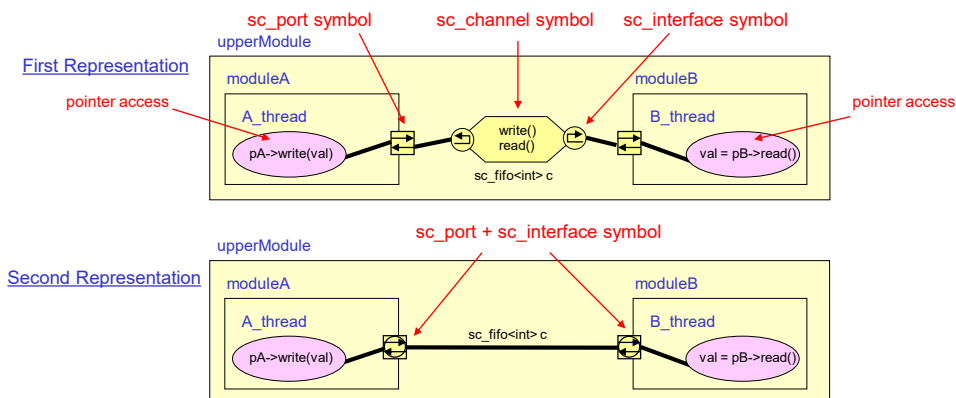 sc_port symbol
sc_channel symbol
sc_interface symbol
upperModule
First Representation
moduleA
moduleB
pointer access
pointer access
A_thread
B_thread
write()
read()
pA->write(val)
val = pB->read()
sc_fifo<int> c
sc_port + sc_interface symbol
upperModule
Second Representation
moduleA
moduleB
A_thread
B_thread
sc_fifo<int> c
pA->write(val)
val = pB->read()